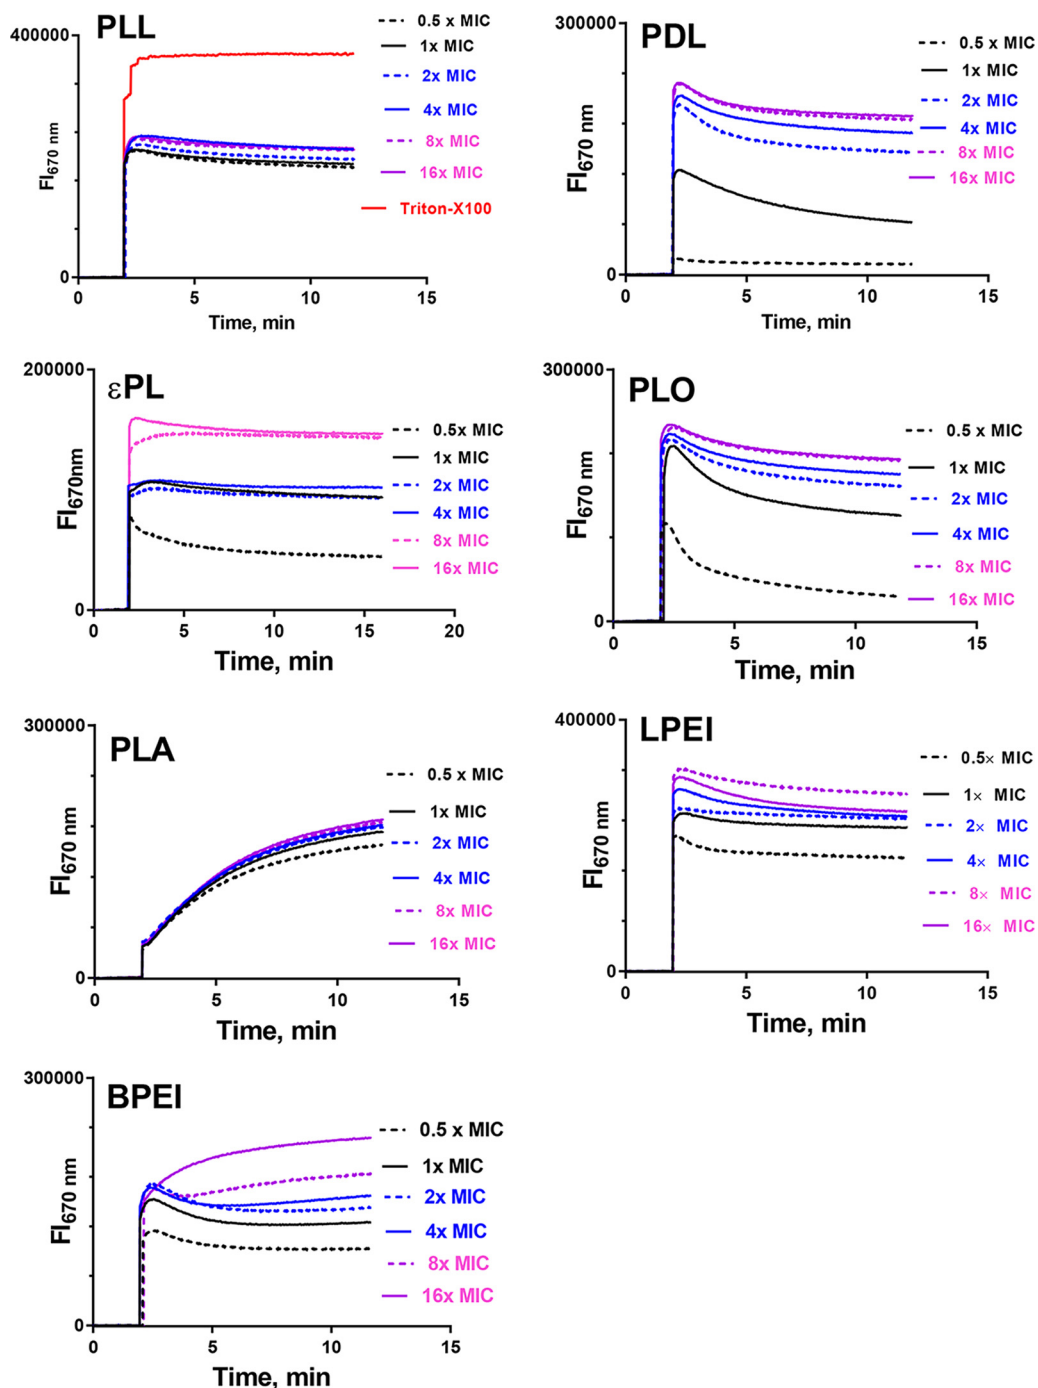 PLL
400000
0
FI670 nm
0 5 10 15
Time, min
0.5 x MIC
1x MIC
2x MIC
4x MIC
8x MIC
16x MIC
Triton-X100
PDL
300000
0
FI670 nm
0 5 10 15
Time, min
0.5 x MIC
1x MIC
2x MIC
4x MIC
8x MIC
16x MIC
εPL
200000
0
FI670nm
0 5 10 15 20
Time, min
0.5x MIC
1x MIC
2x MIC
4x MIC
8x MIC
16x MIC
PLO
300000
0
FI670 nm
0 5 10 15
Time, min
0.5 x MIC
1x MIC
2x MIC
4x MIC
8x MIC
16x MIC
PLA
300000
0
FI670 nm
0 5 10 15
Time, min
0.5 x MIC
1x MIC
2x MIC
4x MIC
8x MIC
16x MIC
LPEI
400000
0
FI670 nm
0 5 10 15
Time, min
0.5× MIC
1× MIC
2× MIC
4× MIC
8× MIC
16× MIC
BPEI
300000
0
FI670 nm
0 5 10 15
Time, min
0.5 x MIC
1x MIC
2x MIC
4x MIC
8x MIC
16x MIC